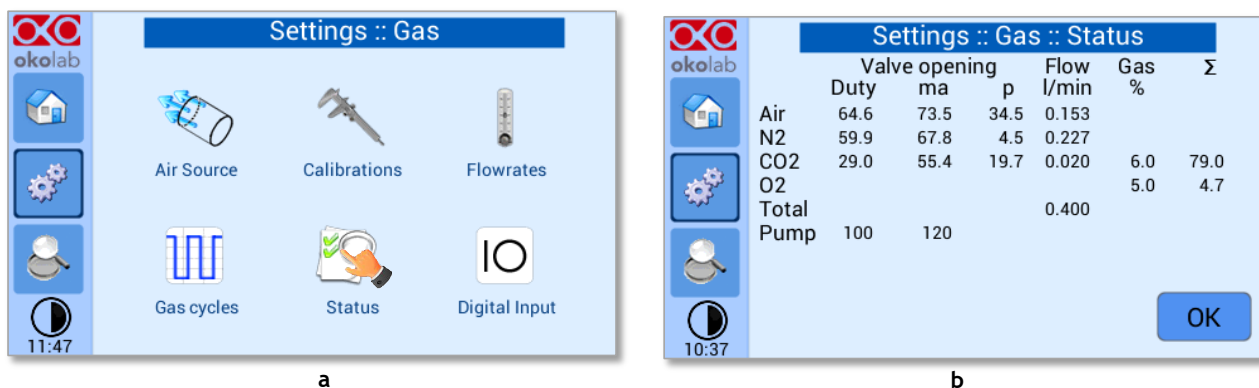 OKO
okolab
Settings :: Gas
Air Source
Calibrations
Flowrates
Gas cycles
Status
IO
Digital Input
11:47
a
OKO
okolab
Settings :: Gas :: Status
Valve opening Flow Gas Σ
Duty ma p l/min %
Air 64.6 73.5 34.5 0.153
N2 59.9 67.8 4.5 0.227
CO2 29.0 55.4 19.7 0.020 6.0 79.0
O2 5.0 4.7
Total 0.400
Pump 100 120
OK
10:37
b